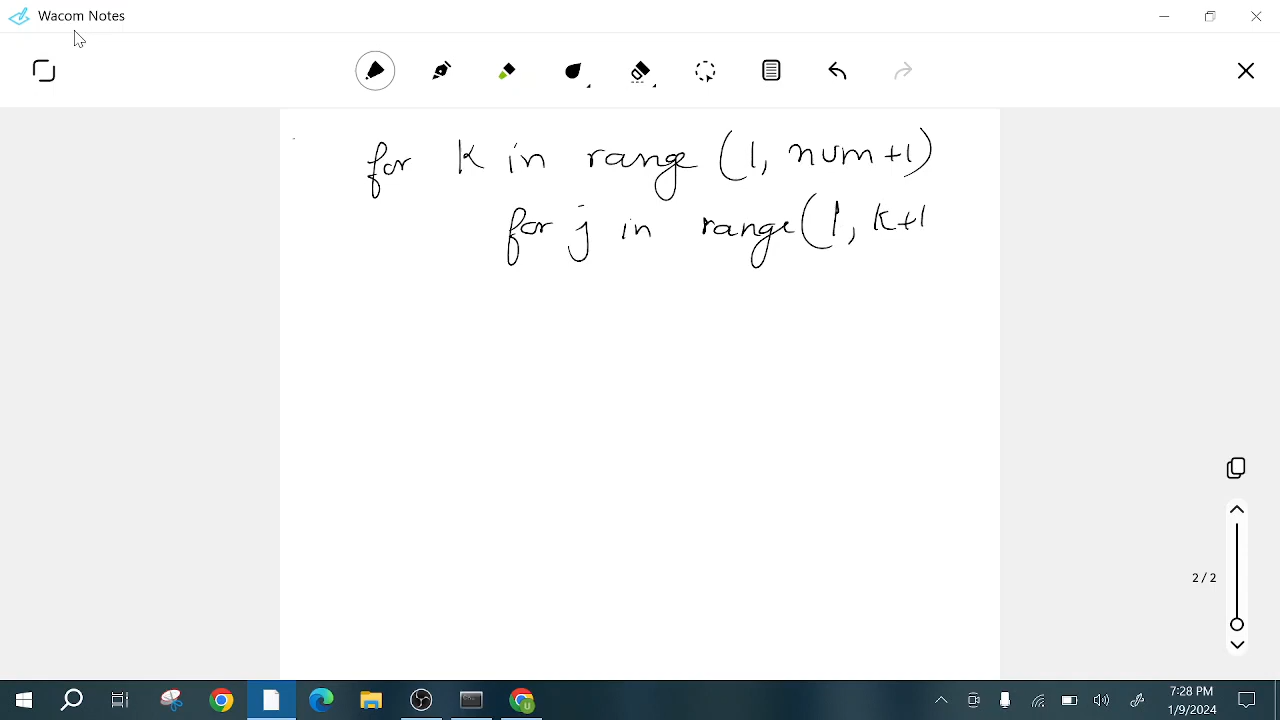 Wacom Notes
for k in range (1, num+1)
for j in range(1, k+1
2 / 2
7:28 PM
1/9/2024